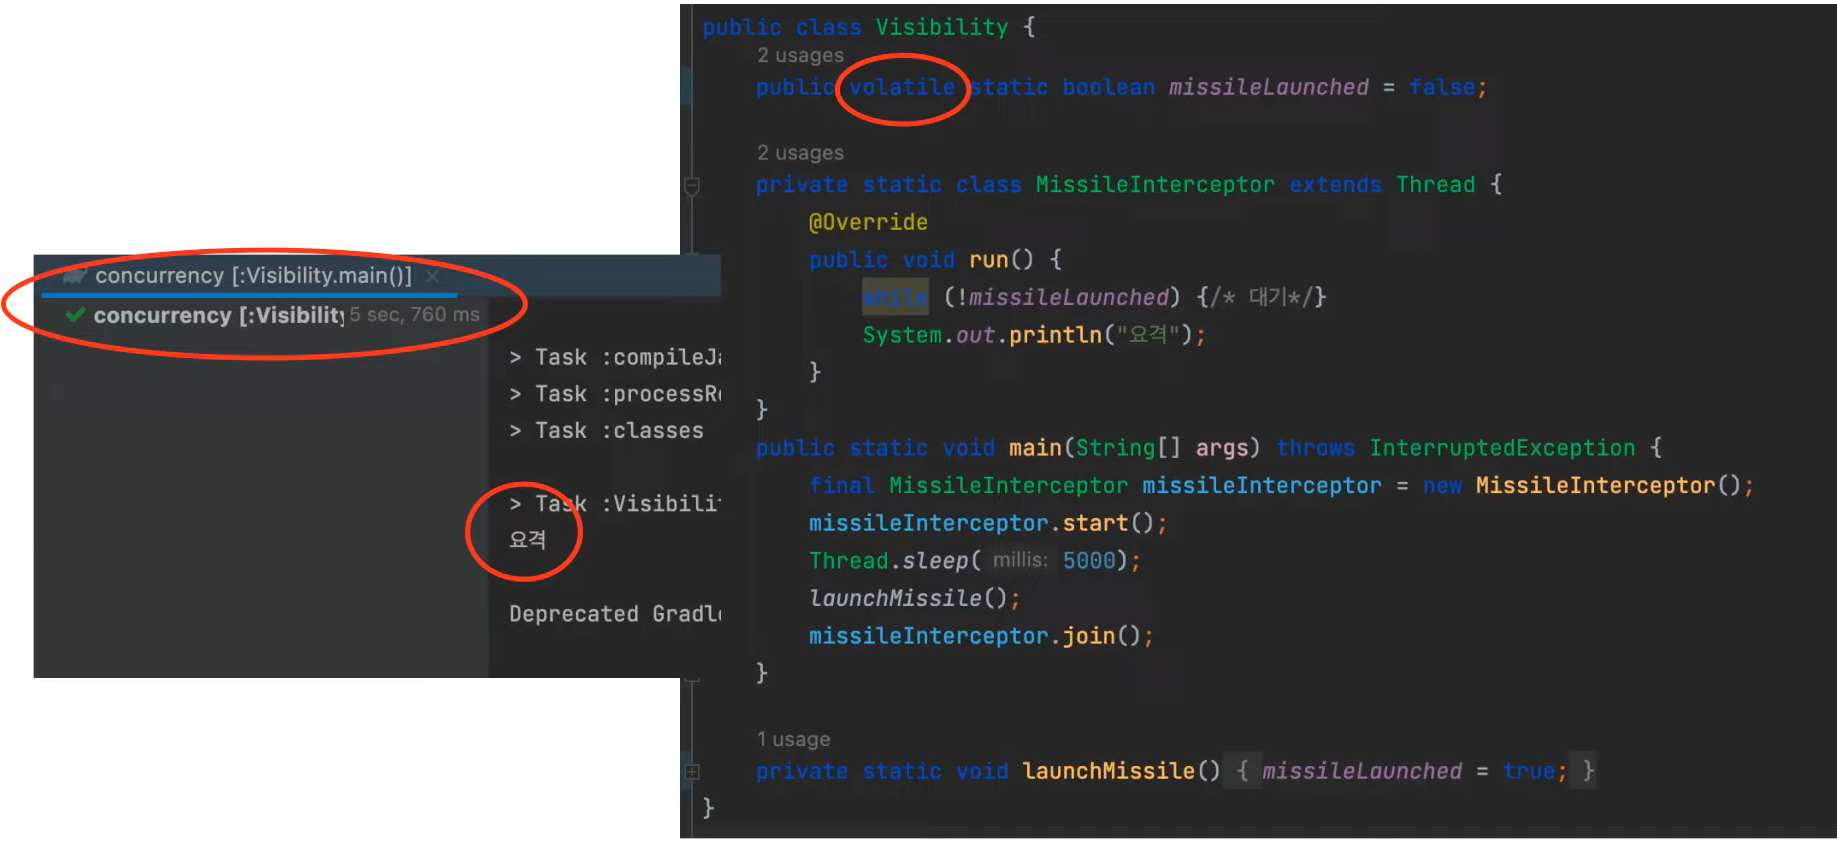 concurrency [:Visibility.main()] ×
concurrency [:Visibility 5 sec, 760 ms
> Task :compileJa
> Task :processRe
> Task :classes
> Task :Visibilit
요격
Deprecated Gradle
public class Visibility {
2 usages
public volatile static boolean missileLaunched = false;
2 usages
private static class MissileInterceptor extends Thread {
@Override
public void run() {
while (!missileLaunched) {/* 대기*/}
System.out.println("요격");
}
}
public static void main(String[] args) throws InterruptedException {
final MissileInterceptor missileInterceptor = new MissileInterceptor();
missileInterceptor.start();
Thread.sleep( millis: 5000);
launchMissile();
missileInterceptor.join();
}
1 usage
private static void launchMissile() { missileLaunched = true; }
}